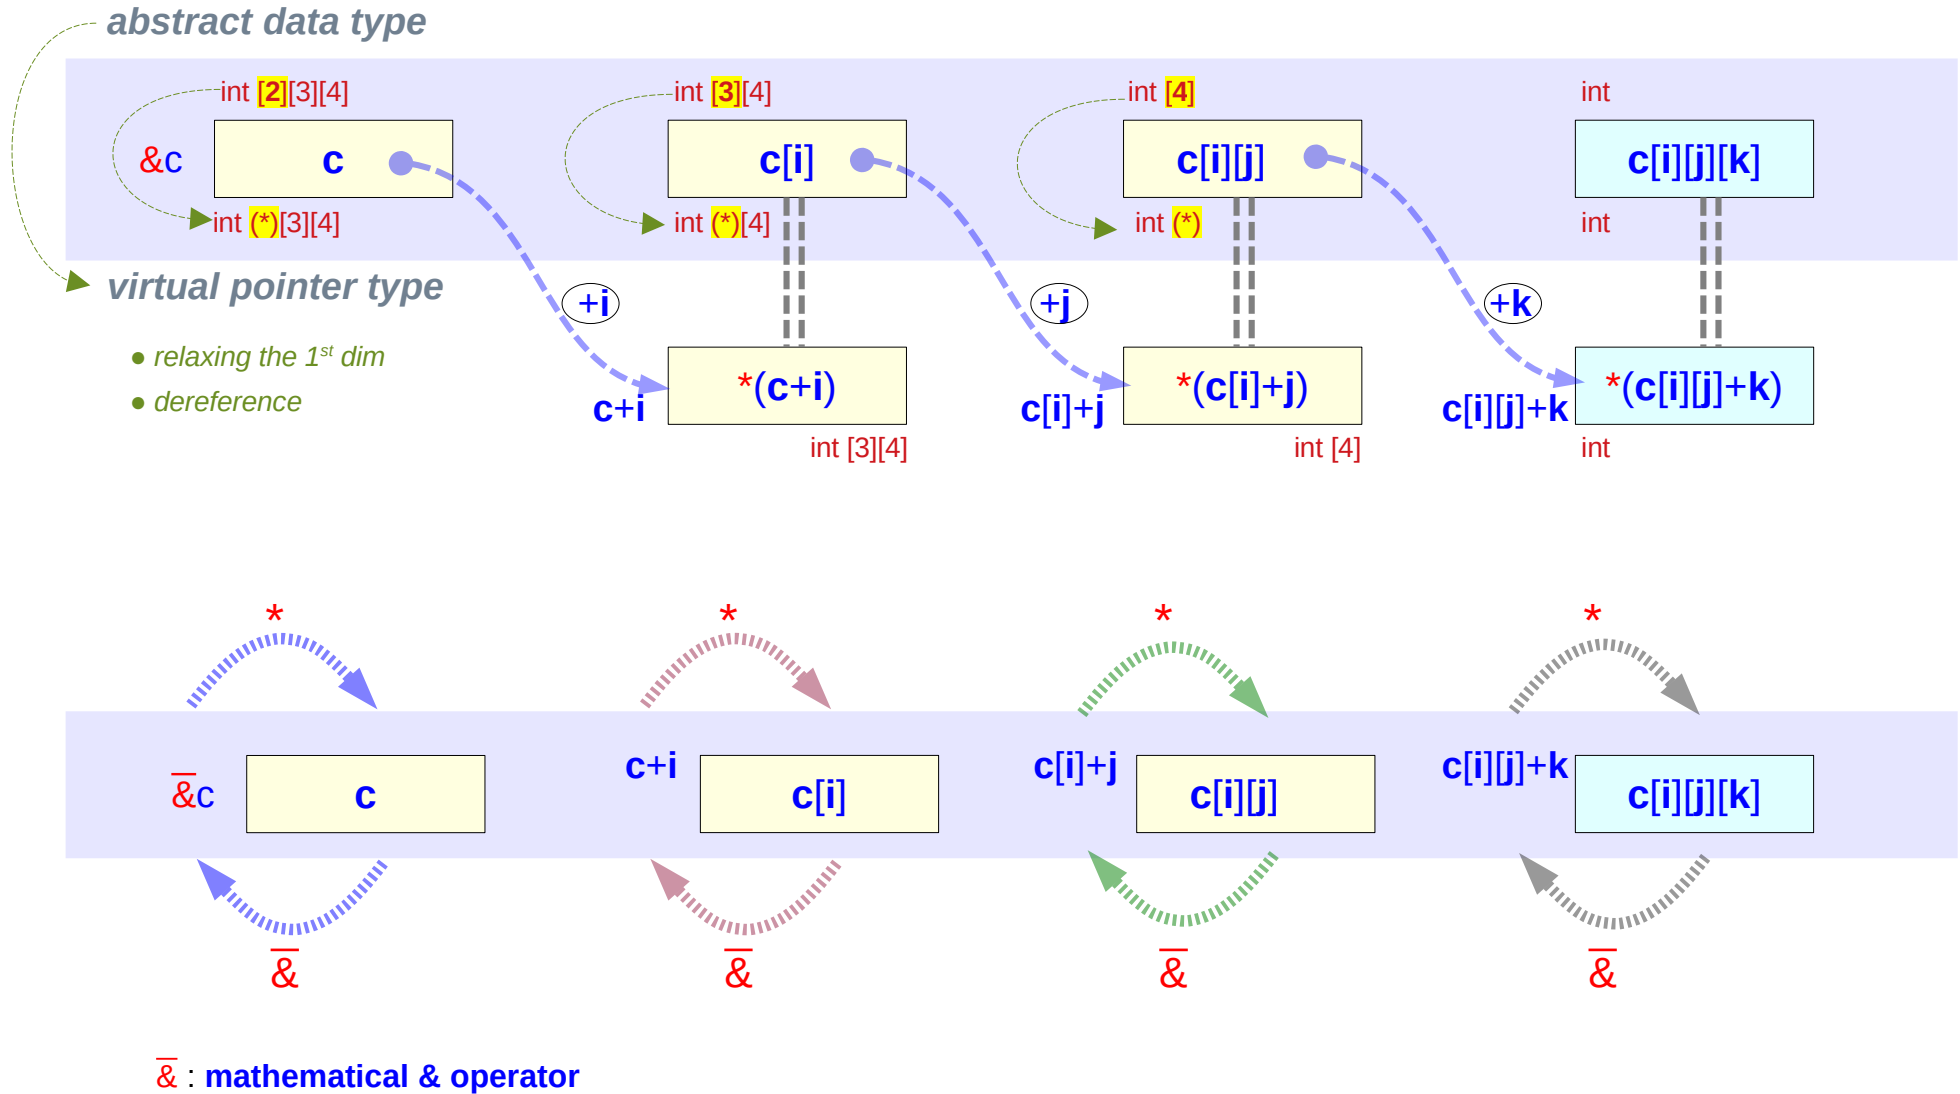 abstract data type
int [2][3][4]
int [3][4]
int [4]
int
&c
c
c[i]
c[i][j]
c[i][j][k]
int (*)[3][4]
int (*)[4]
int (*)
int
virtual pointer type
+i
+j
+k
● relaxing the 1st dim
● dereference
c+i
*(c+i)
c[i]+j
*(c[i]+j)
c[i][j]+k
*(c[i][j]+k)
int [3][4]
int [4]
int
*
*
*
*
&̅c
c
c+i
c[i]
c[i]+j
c[i][j]
c[i][j]+k
c[i][j][k]
&̅
&̅
&̅
&̅
&̅ : mathematical & operator